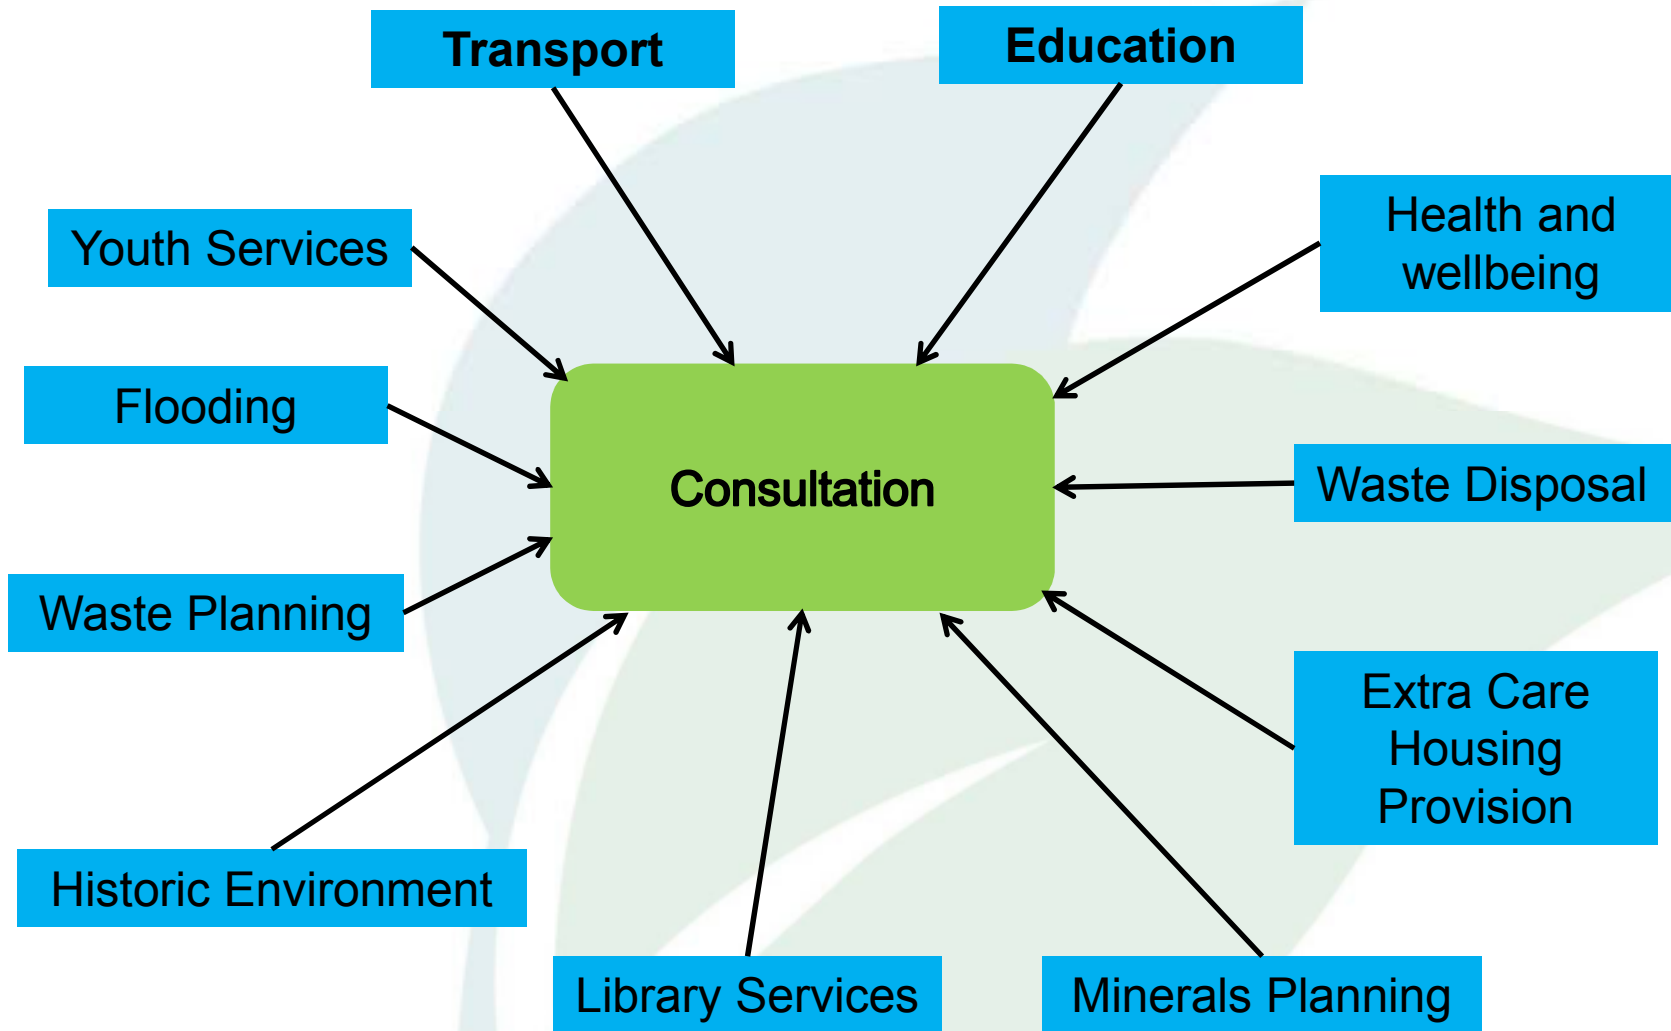 Transport
Education
Youth Services
Health and
wellbeing
Flooding
Consultation
Waste Disposal
Waste Planning
Extra Care
Housing
Provision
Historic Environment
Library Services
Minerals Planning